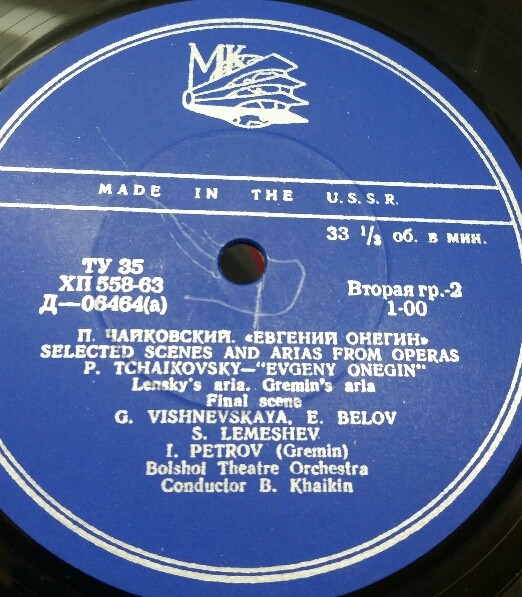 МК
MADE IN THE U.S.S.R.
33 ⅓ об. в мин.
ТУ 35
ХП 558-63
Д—06464(а)
Вторая гр.-2
1-00
П. ЧАЙКОВСКИЙ. «ЕВГЕНИЙ ОНЕГИН»
SELECTED SCENES AND ARIAS FROM OPERAS
P. TCHAIKOVSKY—"EVGENY ONEGIN"
Lensky's aria. Gremin's aria
Final scene
G. VISHNEVSKAYA, E. BELOV
S. LEMESHEV
I. PETROV (Gremin)
Bolshoi Theatre Orchestra
Conductor B. Khaikin